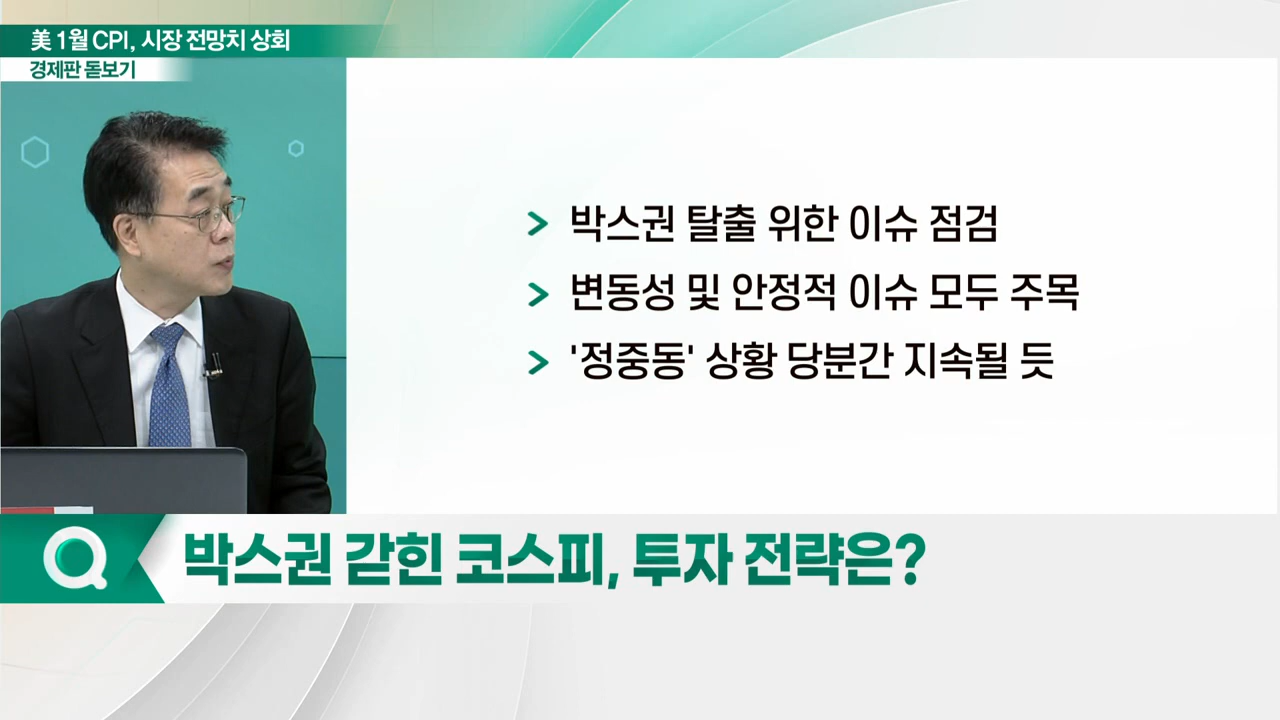 美 1월 CPI, 시장 전망치 상회
경제판 돋보기
박스권 탈출 위한 이슈 점검
변동성 및 안정적 이슈 모두 주목
'정중동' 상황 당분간 지속될 듯
박스권 갇힌 코스피, 투자 전략은?